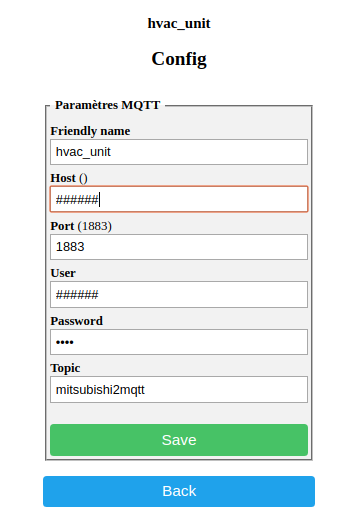 hvac_unit
Config
Paramètres MQTT
Friendly name
hvac_unit
Host ()
######
Port (1883)
1883
User
######
Password
••••
Topic
mitsubishi2mqtt
Save
Back